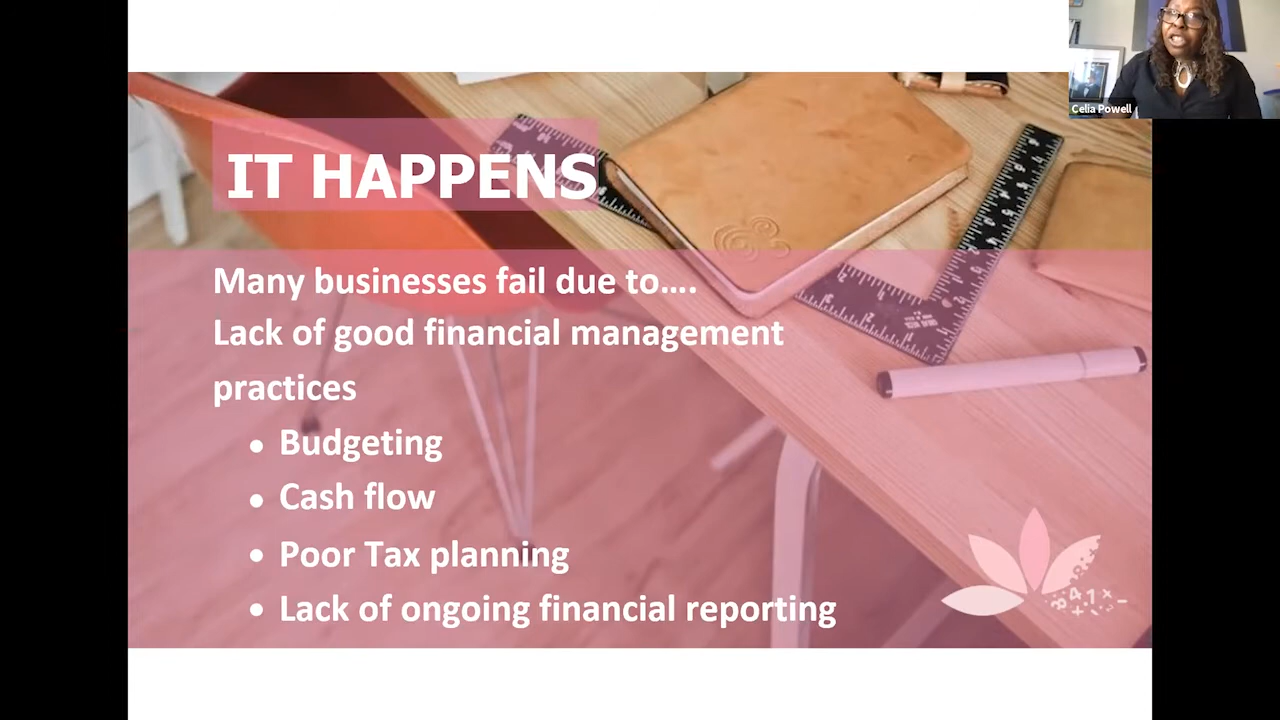 Celia Powell
IT HAPPENS
Many businesses fail due to....
Lack of good financial management
practices
• Budgeting
• Cash flow
• Poor Tax planning
• Lack of ongoing financial reporting